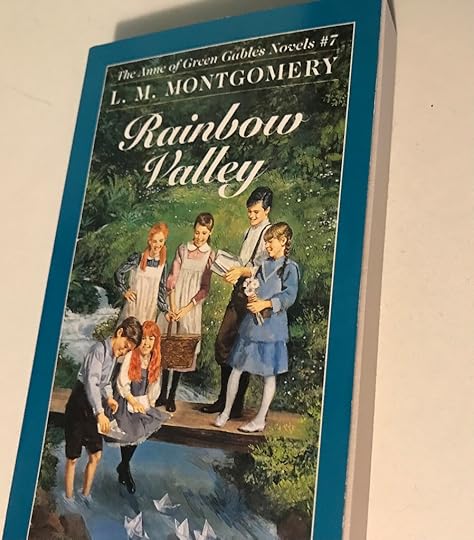 The Anne of Green Gables Novels #7
L. M. MONTGOMERY
Rainbow
Valley